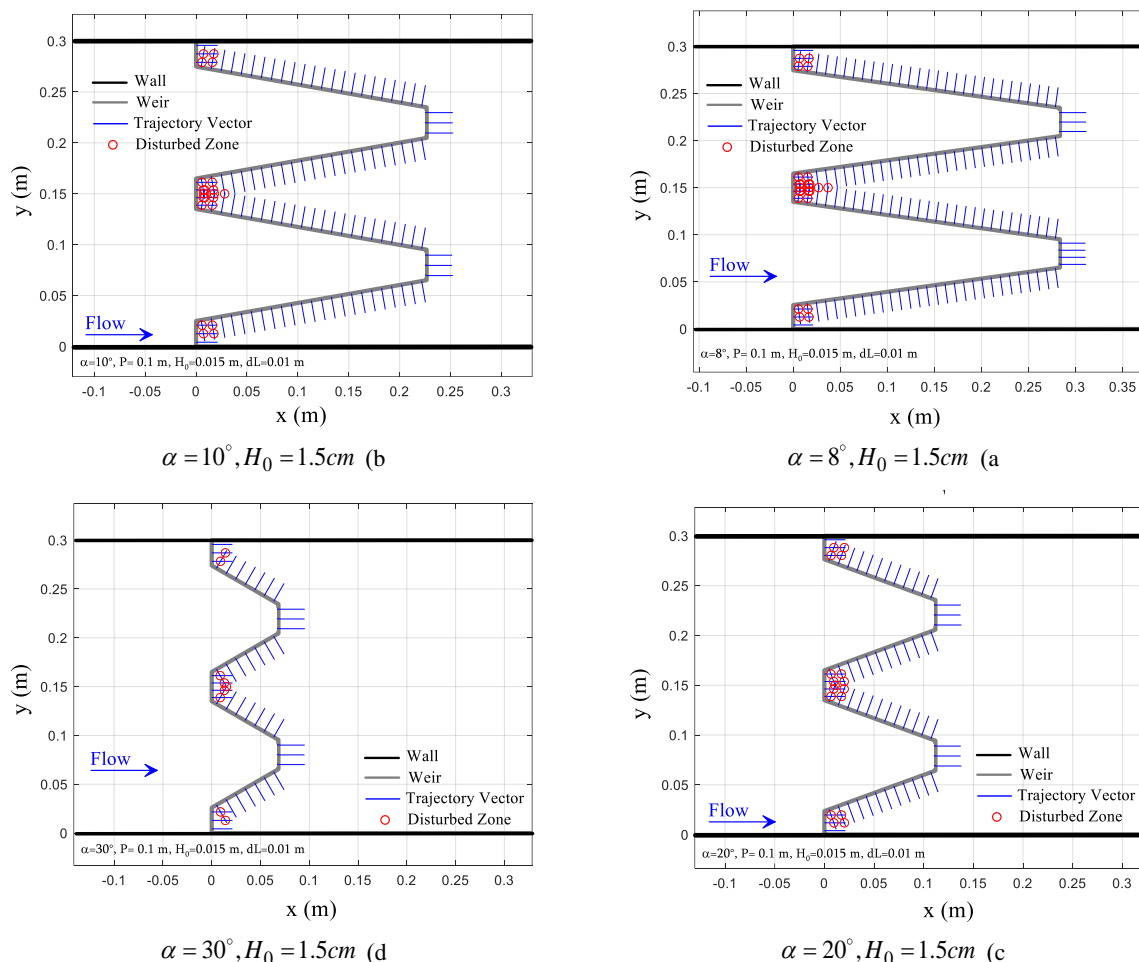 0.3
0.25
0.2
0.15
0.1
0.05
0
y (m)
Wall
Weir
Trajectory Vector
Disturbed Zone
Flow
α=10°, P= 0.1 m, H₀=0.015 m, dL=0.01 m
-0.1 -0.05 0 0.05 0.1 0.15 0.2 0.25 0.3
x (m)
α = 10°, H₀ = 1.5cm (b
0.3
0.25
0.2
0.15
0.1
0.05
0
y (m)
Wall
Weir
Trajectory Vector
Disturbed Zone
Flow
α=8°, P= 0.1 m, H₀=0.015 m, dL=0.01 m
-0.1 -0.05 0 0.05 0.1 0.15 0.2 0.25 0.3 0.35
x (m)
α = 8°, H₀ = 1.5cm (a
0.3
0.25
0.2
0.15
0.1
0.05
0
y (m)
Flow
Wall
Weir
Trajectory Vector
Disturbed Zone
α=30°, P= 0.1 m, H₀=0.015 m, dL=0.01 m
-0.1 -0.05 0 0.05 0.1 0.15 0.2 0.25 0.3
x (m)
α = 30°, H₀ = 1.5cm (d
0.3
0.25
0.2
0.15
0.1
0.05
0
y (m)
Wall
Weir
Trajectory Vector
Disturbed Zone
Flow
α=20°, P= 0.1 m, H₀=0.015 m, dL=0.01 m
-0.1 -0.05 0 0.05 0.1 0.15 0.2 0.25 0.3
x (m)
α = 20°, H₀ = 1.5cm (c